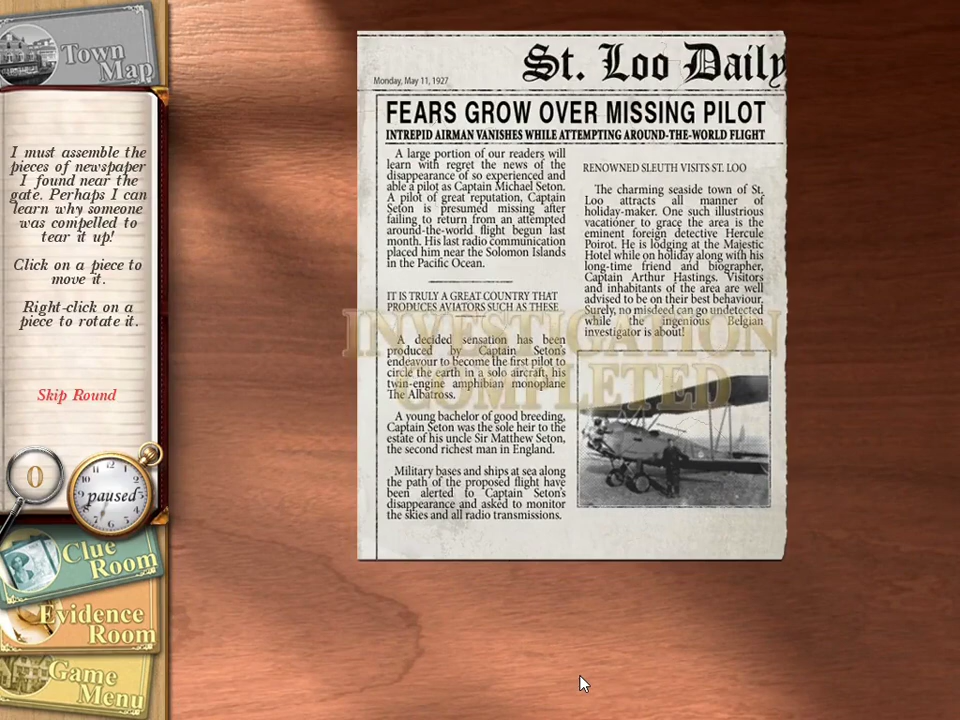 Town
Map
I must assemble the
pieces of newspaper
I found near the
gate. Perhaps I can
learn why someone
was compelled to
tear it up!
Click on a piece to
move it.
Right-click on a
piece to rotate it.
Skip Round
0
paused
Clue
Room
Evidence
Room
Game
Menu
St. Loo Daily
Monday, May 11, 1927
FEARS GROW OVER MISSING PILOT
INTREPID AIRMAN VANISHES WHILE ATTEMPTING AROUND-THE-WORLD FLIGHT
A large portion of our readers will
learn with regret the news of the
disappearance of so experienced and
able a pilot as Captain Michael Seton.
A pilot of great reputation, Captain
Seton is presumed missing after
failing to return from an attempted
around-the-world flight begun last
month. His last radio communication
placed him near the Solomon Islands
in the Pacific Ocean.
IT IS TRULY A GREAT COUNTRY THAT
PRODUCES AVIATORS SUCH AS THESE
A decided sensation has been
produced by Captain Seton's
endeavour to become the first pilot to
circle the earth in a solo aircraft, his
twin-engine amphibian monoplane
The Albatross.
A young bachelor of good breeding,
Captain Seton was the sole heir to the
estate of his uncle Sir Matthew Seton,
the second richest man in England.
Military bases and ships at sea along
the path of the proposed flight have
been alerted to Captain Seton's
disappearance and asked to monitor
the skies and all radio transmissions.
RENOWNED SLEUTH VISITS ST. LOO
The charming seaside town of St.
Loo attracts all manner of
holiday-maker. One such illustrious
vacationer to grace the area is the
eminent foreign detective Hercule
Poirot. He is lodging at the Majestic
Hotel while on holiday along with his
long-time friend and biographer,
Captain Arthur Hastings. Visitors
and inhabitants of the area are well
advised to be on their best behaviour.
Surely, no misdeed can go undetected
while the ingenious Belgian
investigator is about!
INVESTIGATION
COMPLETED